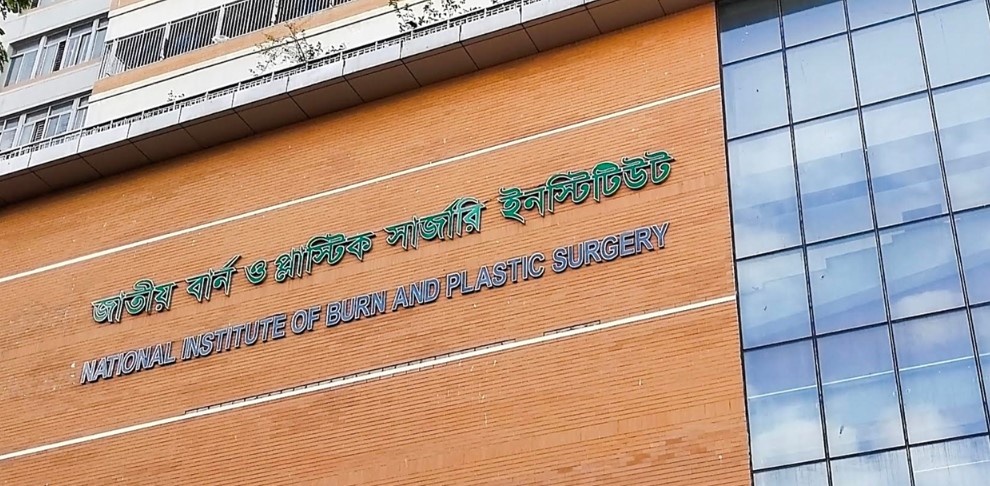 জাতীয় বার্ন ও প্লাস্টিক সার্জারি ইনস্টিটিউট
NATIONAL INSTITUTE OF BURN AND PLASTIC SURGERY